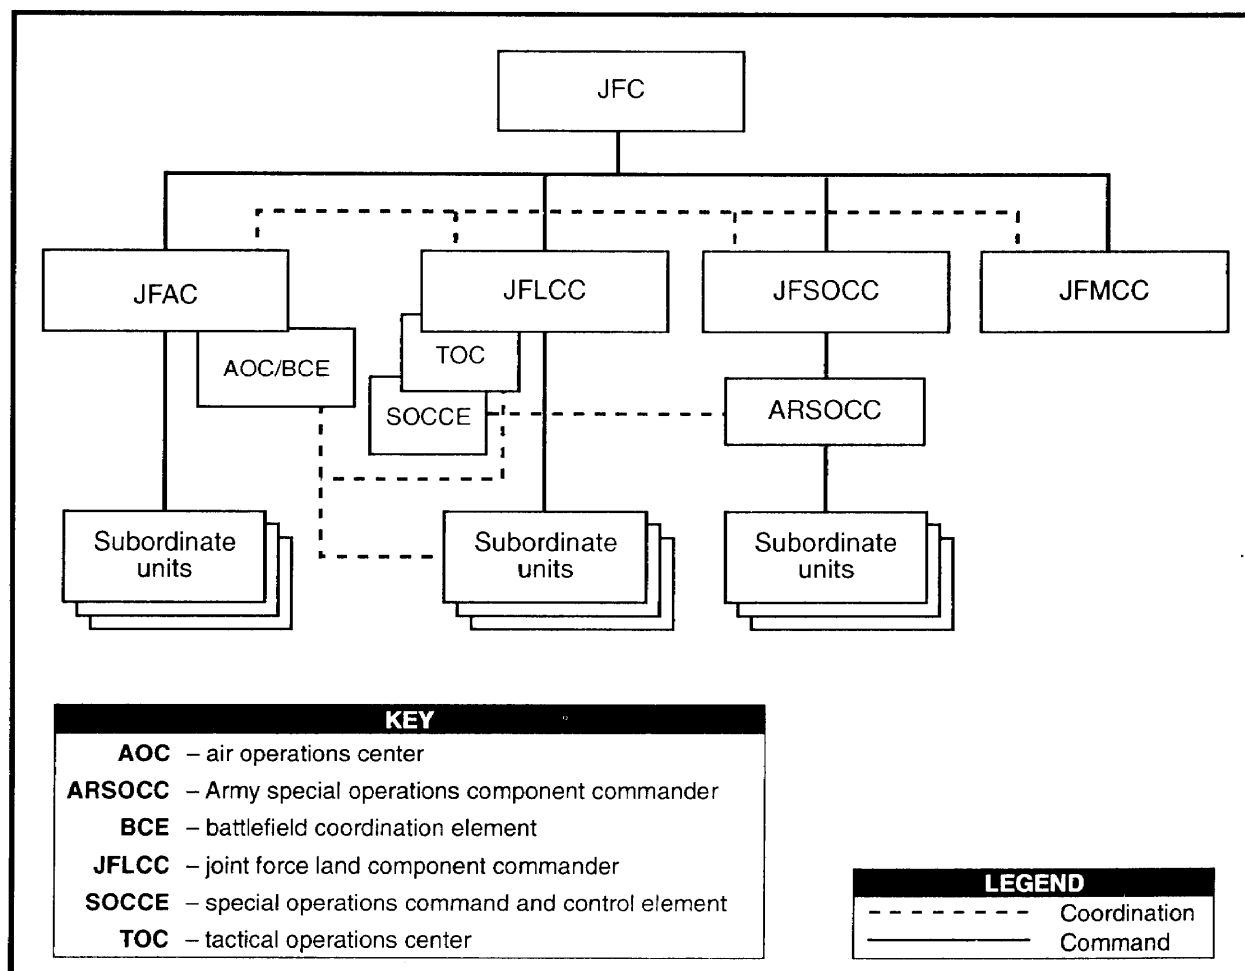 JFC
JFAC
JFLCC
JFSOCC
JFMCC
AOC/BCE
TOC
SOCCE
ARSOCC
Subordinate
units
Subordinate
units
Subordinate
units
KEY
AOC – air operations center
ARSOCC – Army special operations component commander
BCE – battlefield coordination element
JFLCC – joint force land component commander
SOCCE – special operations command and control element
TOC – tactical operations center
LEGEND
Coordination
Command